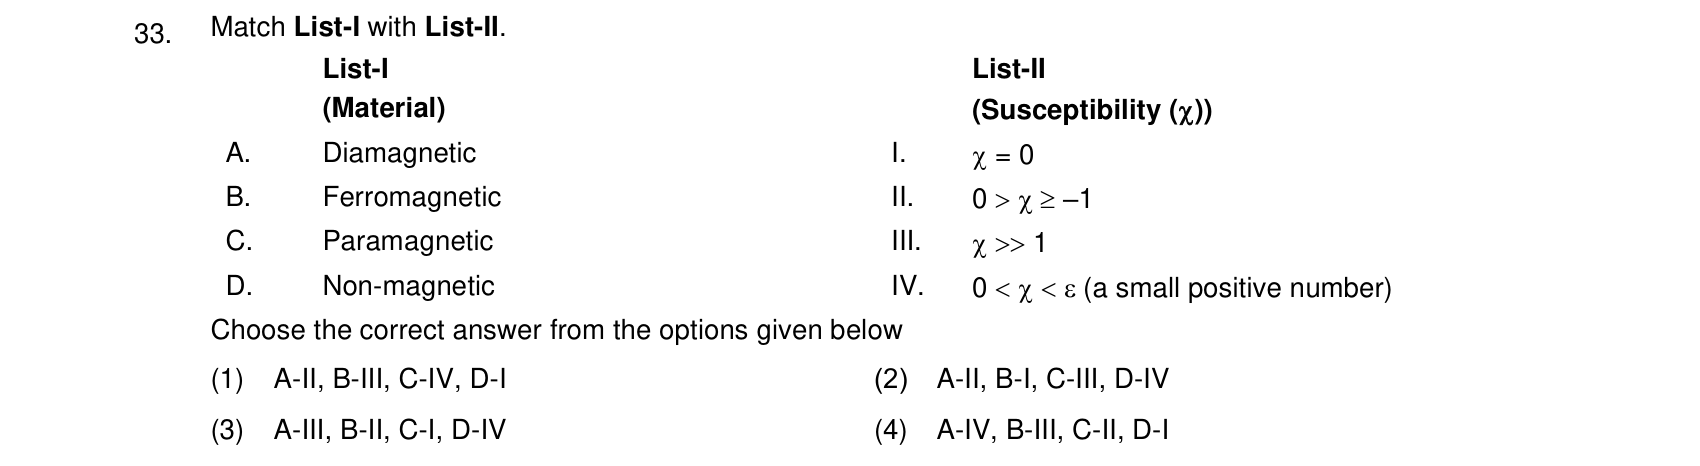 33. Match List-I with List-II.
List-I List-II
(Material) (Susceptibility (χ))
A. Diamagnetic I. χ = 0
B. Ferromagnetic II. 0 > χ ≥ –1
C. Paramagnetic III. χ >> 1
D. Non-magnetic IV. 0 < χ < ε (a small positive number)
Choose the correct answer from the options given below
(1) A-II, B-III, C-IV, D-I (2) A-II, B-I, C-III, D-IV
(3) A-III, B-II, C-I, D-IV (4) A-IV, B-III, C-II, D-I